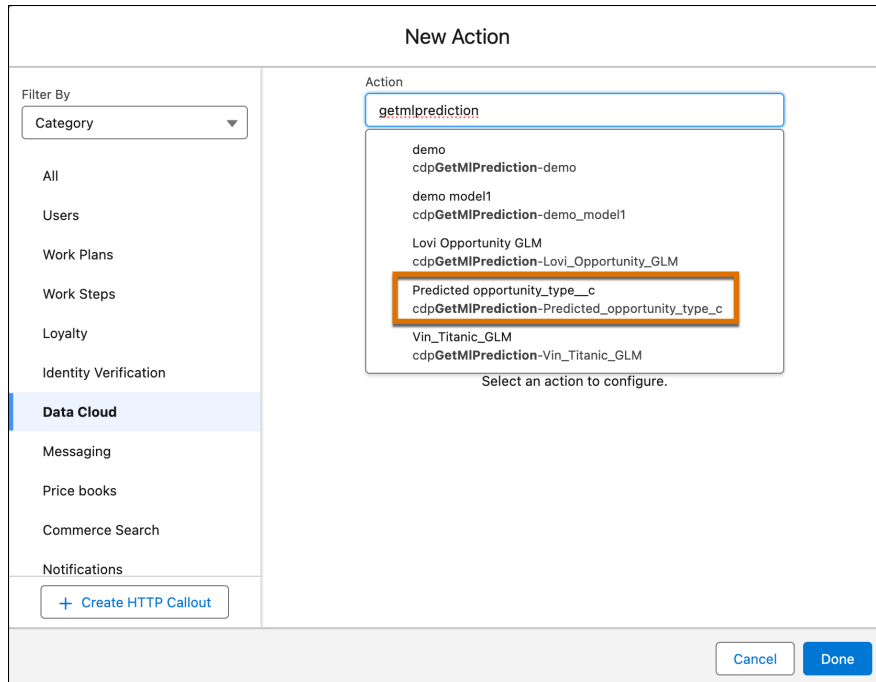 New Action
Filter By
Category
All
Users
Work Plans
Work Steps
Loyalty
Identity Verification
Data Cloud
Messaging
Price books
Commerce Search
Notifications
+ Create HTTP Callout
Action
getmlprediction
demo
cdpGetMlPrediction-demo
demo model1
cdpGetMlPrediction-demo_model1
Lovi Opportunity GLM
cdpGetMlPrediction-Lovi_Opportunity_GLM
Predicted opportunity_type__c
cdpGetMlPrediction-Predicted_opportunity_type_c
Vin_Titanic_GLM
cdpGetMlPrediction-Vin_Titanic_GLM
Select an action to configure.
Cancel
Done